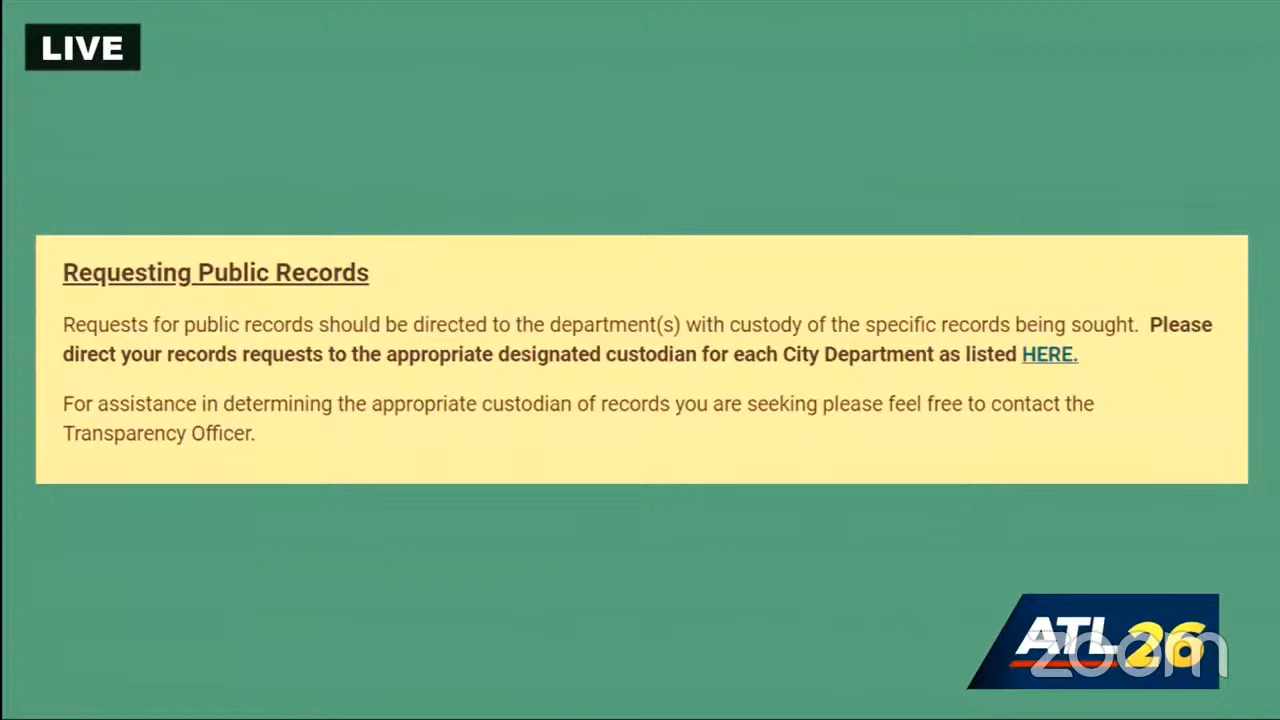 LIVE
Requesting Public Records
Requests for public records should be directed to the department(s) with custody of the specific records being sought. Please
direct your records requests to the appropriate designated custodian for each City Department as listed HERE.
For assistance in determining the appropriate custodian of records you are seeking please feel free to contact the
Transparency Officer.
ATL 26
zoom